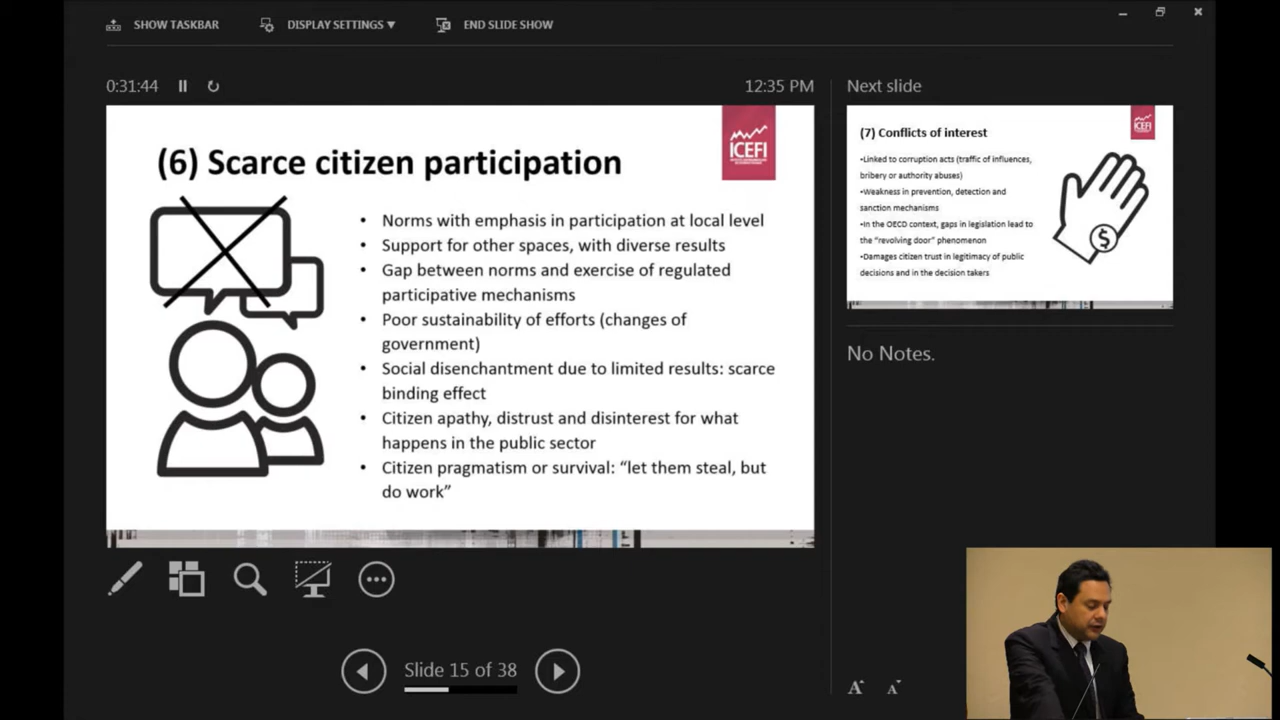 SHOW TASKBAR
DISPLAY SETTINGS ▼
END SLIDE SHOW
0:31:44
12:35 PM
(6) Scarce citizen participation
ICEFI
• Norms with emphasis in participation at local level
• Support for other spaces, with diverse results
• Gap between norms and exercise of regulated
participative mechanisms
• Poor sustainability of efforts (changes of
government)
• Social disenchantment due to limited results: scarce
binding effect
• Citizen apathy, distrust and disinterest for what
happens in the public sector
• Citizen pragmatism or survival: “let them steal, but
do work”
Slide 15 of 38
Next slide
(7) Conflicts of interest
ICEFI
•Linked to corruption acts (traffic of influences,
bribery or authority abuses)
•Weakness in prevention, detection and
sanction mechanisms
•In the OECD context, gaps in legislation lead to
the “revolving door” phenomenon
•Damages citizen trust in legitimacy of public
decisions and in the decision takers
$
No Notes.
A A